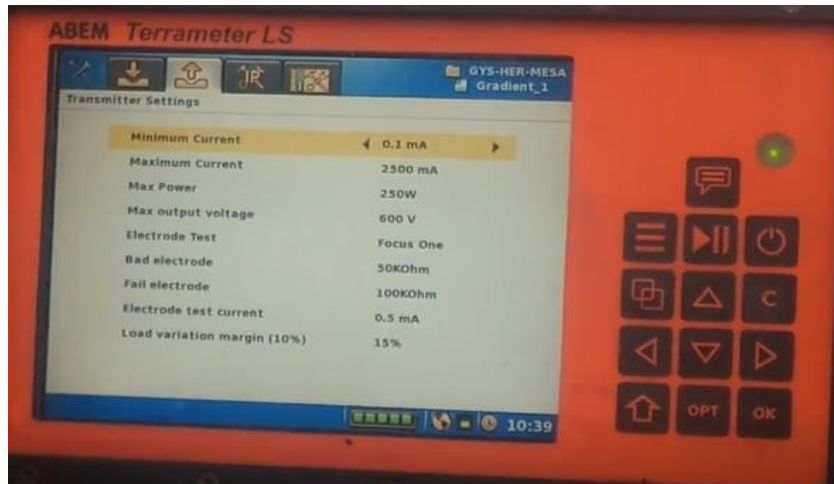 ABEM Terrameter LS
GYS-HER-MESA
Gradient_1
Transmitter Settings
Minimum Current 0.1 mA
Maximum Current 2500 mA
Max Power 250W
Max output voltage 600 V
Electrode Test Focus One
Bad electrode 50KOhm
Fail electrode 100KOhm
Electrode test current 0.5 mA
Load variation margin (10%) 15%
10:39
C
OPT OK